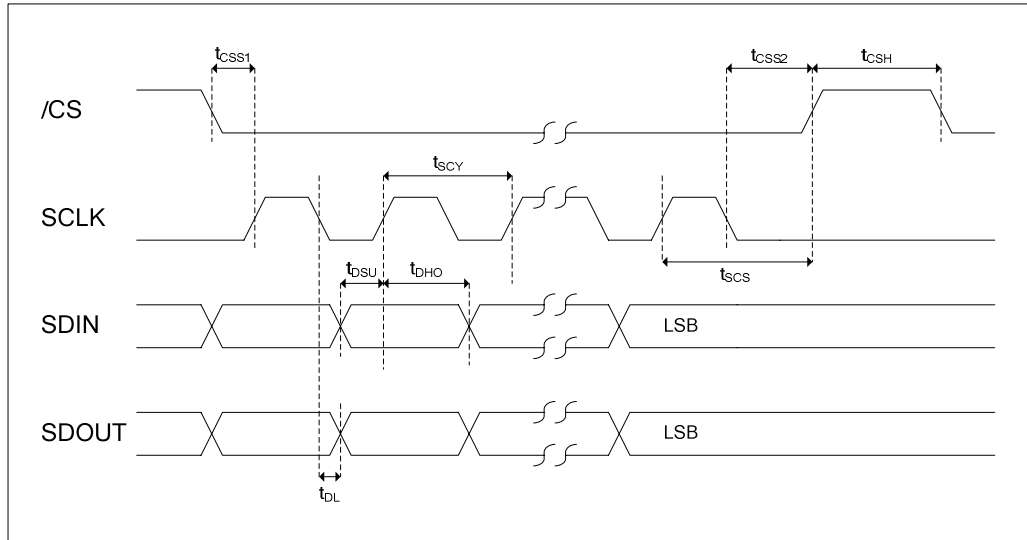 tCSS1
tCSS2
tCSH
/CS
tSCY
SCLK
tDSU
tDHO
tSCS
SDIN
LSB
SDOUT
LSB
tDL